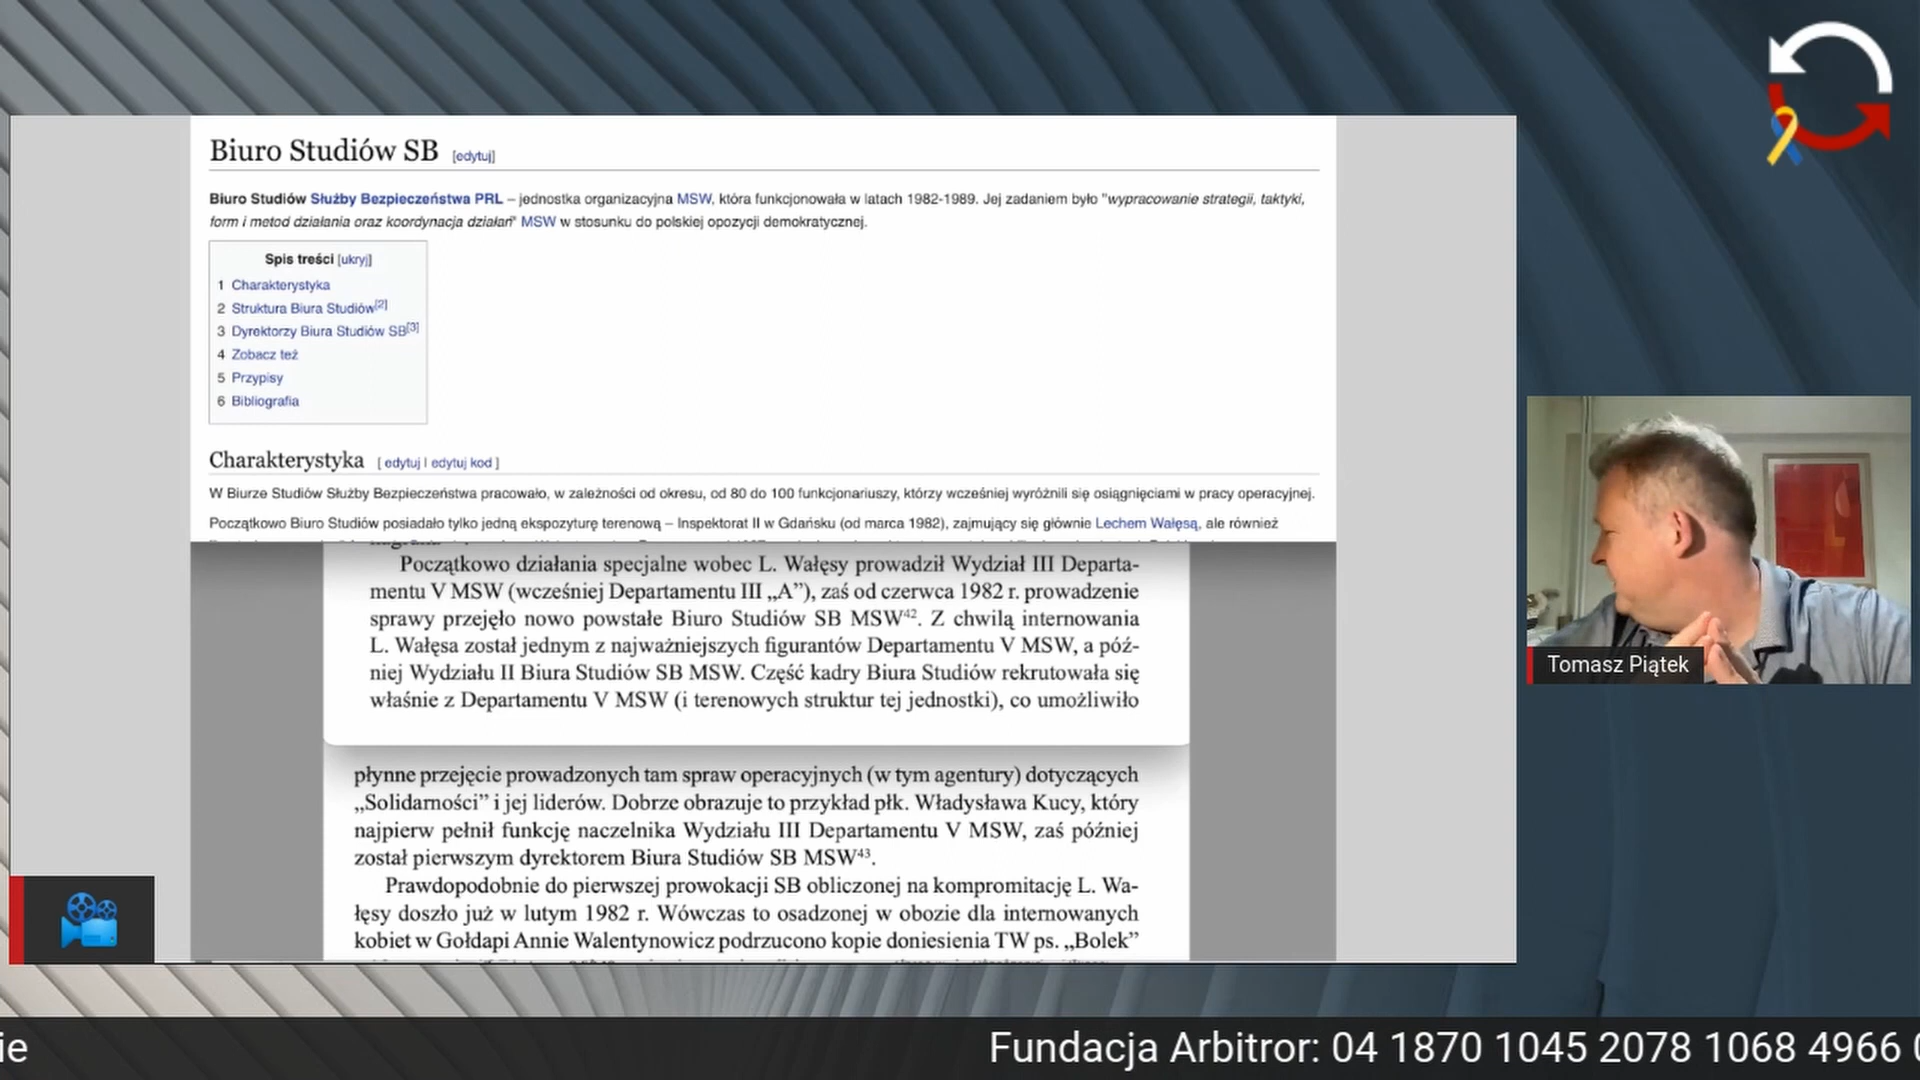 Biuro Studiów SB [edytuj]
Biuro Studiów Służby Bezpieczeństwa PRL – jednostka organizacyjna MSW, która funkcjonowała w latach 1982-1989. Jej zadaniem było "wypracowanie strategii, taktyki,
form i metod działania oraz koordynacja działań" MSW w stosunku do polskiej opozycji demokratycznej.
Spis treści [ukryj]
1 Charakterystyka
2 Struktura Biura Studiów[2]
3 Dyrektorzy Biura Studiów SB[3]
4 Zobacz też
5 Przypisy
6 Bibliografia
Charakterystyka [ edytuj | edytuj kod ]
W Biurze Studiów Służby Bezpieczeństwa pracowało, w zależności od okresu, od 80 do 100 funkcjonariuszy, którzy wcześniej wyróżnili się osiągnięciami w pracy operacyjnej.
Początkowo Biuro Studiów posiadało tylko jedną ekspozyturę terenową – Inspektorat II w Gdańsku (od marca 1982), zajmujący się głównie Lechem Wałęsą, ale również
Początkowo działania specjalne wobec L. Wałęsy prowadził Wydział III Departa-
mentu V MSW (wcześniej Departamentu III „A”), zaś od czerwca 1982 r. prowadzenie
sprawy przejęło nowo powstałe Biuro Studiów SB MSW42. Z chwilą internowania
L. Wałęsa został jednym z najważniejszych figurantów Departamentu V MSW, a póź-
niej Wydziału II Biura Studiów SB MSW. Część kadry Biura Studiów rekrutowała się
właśnie z Departamentu V MSW (i terenowych struktur tej jednostki), co umożliwiło
płynne przejęcie prowadzonych tam spraw operacyjnych (w tym agentury) dotyczących
„Solidarności” i jej liderów. Dobrze obrazuje to przykład płk. Władysława Kucy, który
najpierw pełnił funkcję naczelnika Wydziału III Departamentu V MSW, zaś później
został pierwszym dyrektorem Biura Studiów SB MSW43.
Prawdopodobnie do pierwszej prowokacji SB obliczonej na kompromitację L. Wa-
łęsy doszło już w lutym 1982 r. Wówczas to osadzonej w obozie dla internowanych
kobiet w Gołdapi Annie Walentynowicz podrzucono kopie doniesienia TW ps. „Bolek”
Tomasz Piątek
ie
Fundacja Arbitror: 04 1870 1045 2078 1068 4966 0